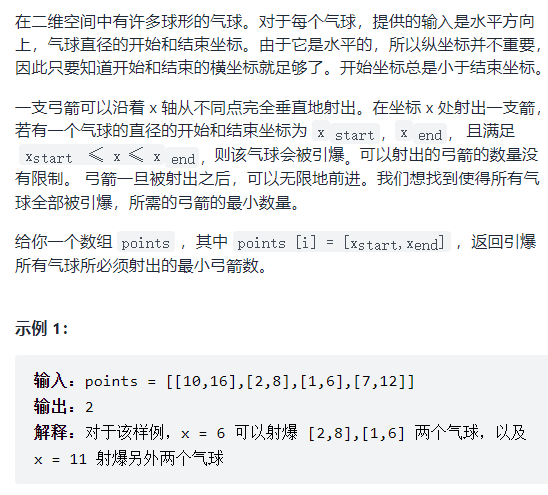 在二维空间中有许多球形的气球。对于每个气球，提供的输入是水平方向
上，气球直径的开始和结束坐标。由于它是水平的，所以纵坐标并不重要，
因此只要知道开始和结束的横坐标就足够了。开始坐标总是小于结束坐标。
一支弓箭可以沿着 x 轴从不同点完全垂直地射出。在坐标 x 处射出一支箭，
若有一个气球的直径的开始和结束坐标为 x start，x end， 且满足
xstart ≤ x ≤ x end，则该气球会被引爆。可以射出的弓箭的数量没
有限制。 弓箭一旦被射出之后，可以无限地前进。我们想找到使得所有气
球全部被引爆，所需的弓箭的最小数量。
给你一个数组 points ，其中 points [i] = [xstart,xend] ，返回引爆
所有气球所必须射出的最小弓箭数。
示例 1：
输入：points = [[10,16],[2,8],[1,6],[7,12]]
输出：2
解释：对于该样例，x = 6 可以射爆 [2,8],[1,6] 两个气球，以及
x = 11 射爆另外两个气球